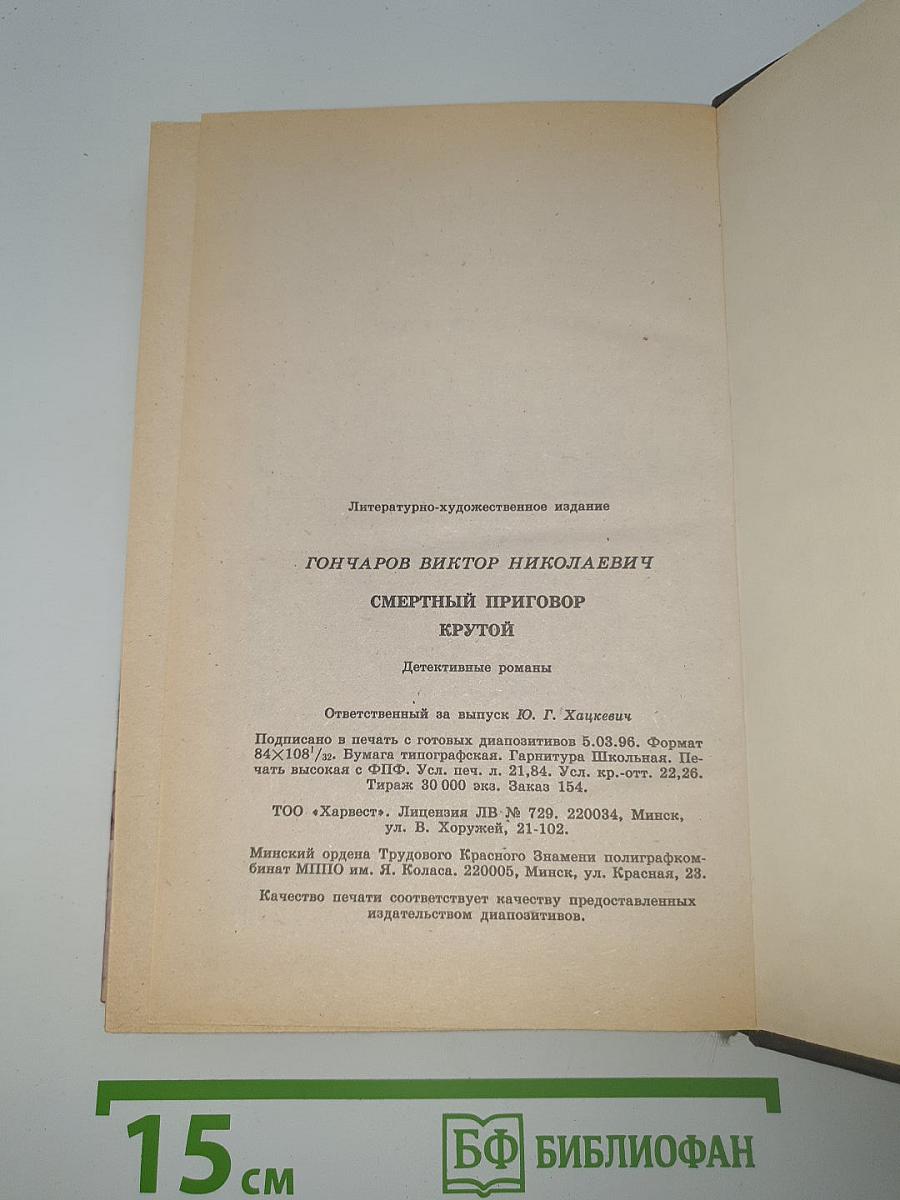 Литературно-художественное издание
ГОНЧАРОВ ВИКТОР НИКОЛАЕВИЧ
СМЕРТНЫЙ ПРИГОВОР
КРУТОЙ
Детективные романы
Ответственный за выпуск Ю. Г. Хацкевич
Подписано в печать с готовых диапозитивов 5.03.96. Формат
84×108¹/₃₂. Бумага типографская. Гарнитура Школьная. Пе-
чать высокая с ФПФ. Усл. печ. л. 21,84. Усл. кр.-отт. 22,26.
Тираж 30 000 экз. Заказ 154.
ТОО «Харвест». Лицензия ЛВ № 729. 220034, Минск,
ул. В. Хоружей, 21-102.
Минский ордена Трудового Красного Знамени полиграфком-
бинат МППО им. Я. Коласа. 220005, Минск, ул. Красная, 23.
Качество печати соответствует качеству предоставленных
издательством диапозитивов.
15 см
БФ БИБЛИОФАН